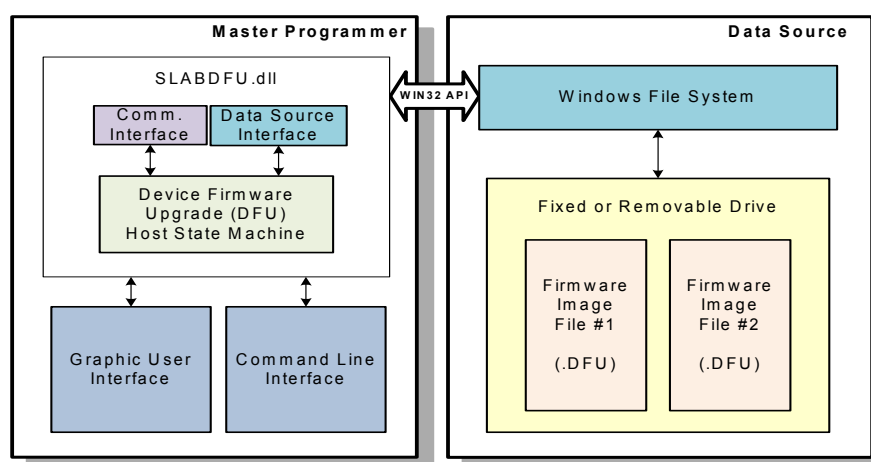 Master Programmer
SLABDFU.dll
Comm.
Interface
Data Source
Interface
Device Firmware
Upgrade (DFU)
Host State Machine
Graphic User
Interface
Command Line
Interface
WIN32 API
Data Source
Windows File System
Fixed or Removable Drive
Firmware
Image
File #1
(.DFU)
Firmware
Image
File #2
(.DFU)